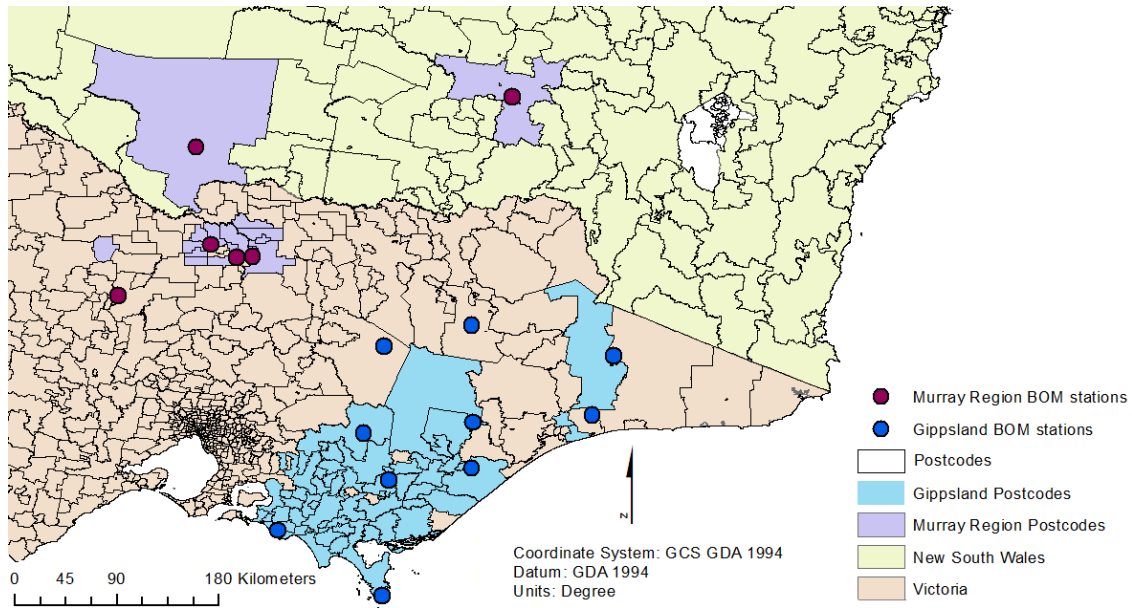 Murray Region BOM stations
Gippsland BOM stations
Postcodes
Gippsland Postcodes
Murray Region Postcodes
New South Wales
Victoria
N
Coordinate System: GCS GDA 1994
Datum: GDA 1994
Units: Degree
0 45 90 180 Kilometers